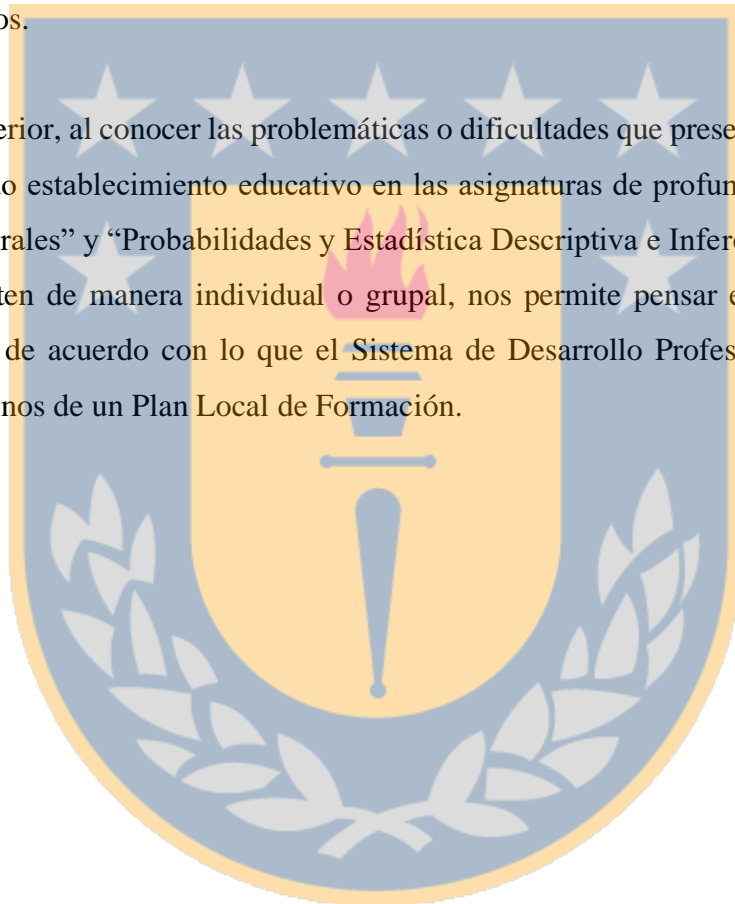 os.
erior, al conocer las problemáticas o dificultades que prese
o establecimiento educativo en las asignaturas de profun
rales” y “Probabilidades y Estadística Descriptiva e Infere
ten de manera individual o grupal, nos permite pensar e
de acuerdo con lo que el Sistema de Desarrollo Profes
nos de un Plan Local de Formación.